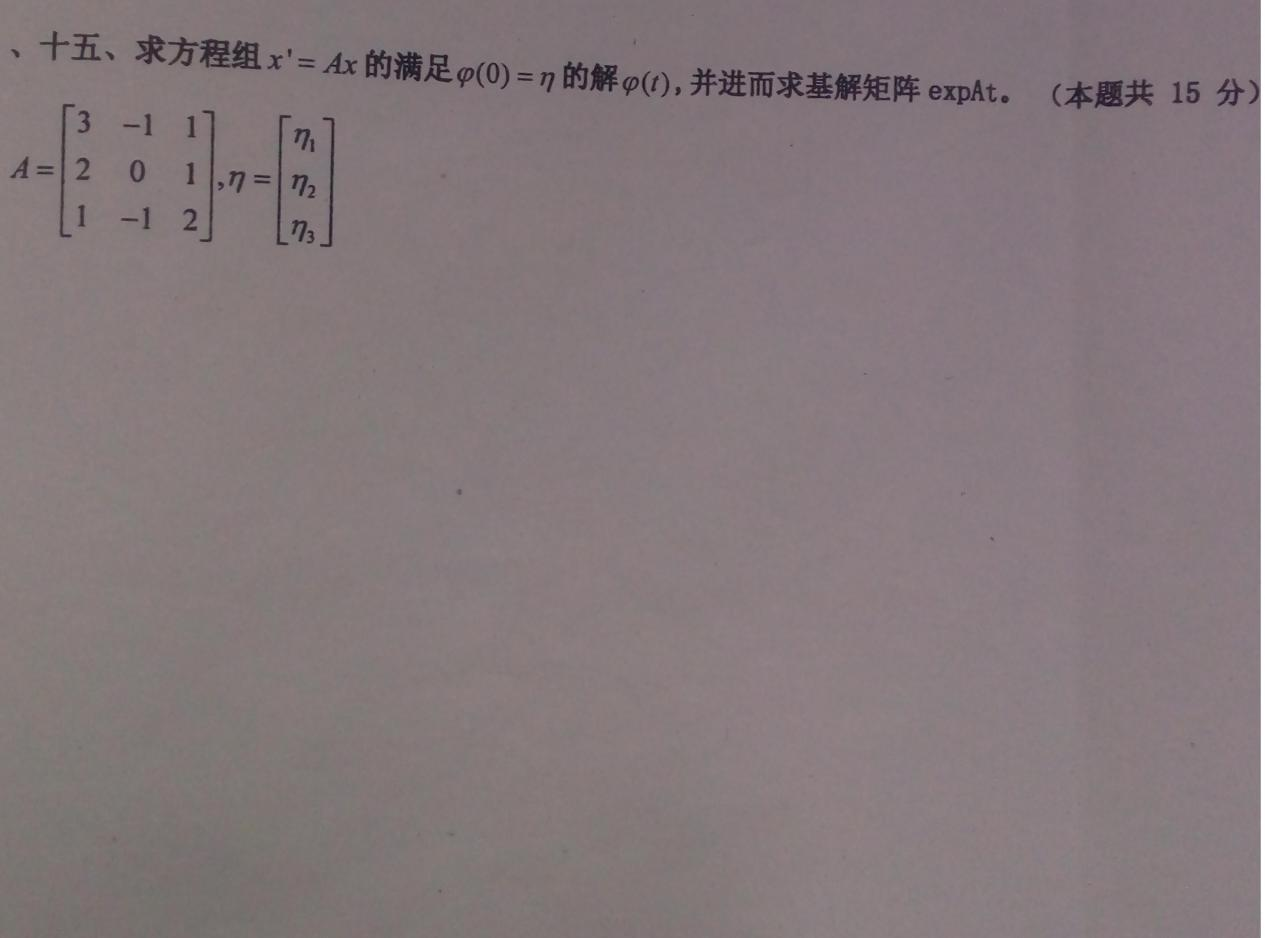 、十五、求方程组 x' = Ax 的满足 φ(0) = η 的解 φ(t), 并进而求基解矩阵 expAt。 （本题共 15 分）
A = [3 -1 1; 2 0 1; 1 -1 2], η = [η₁; η₂; η₃]